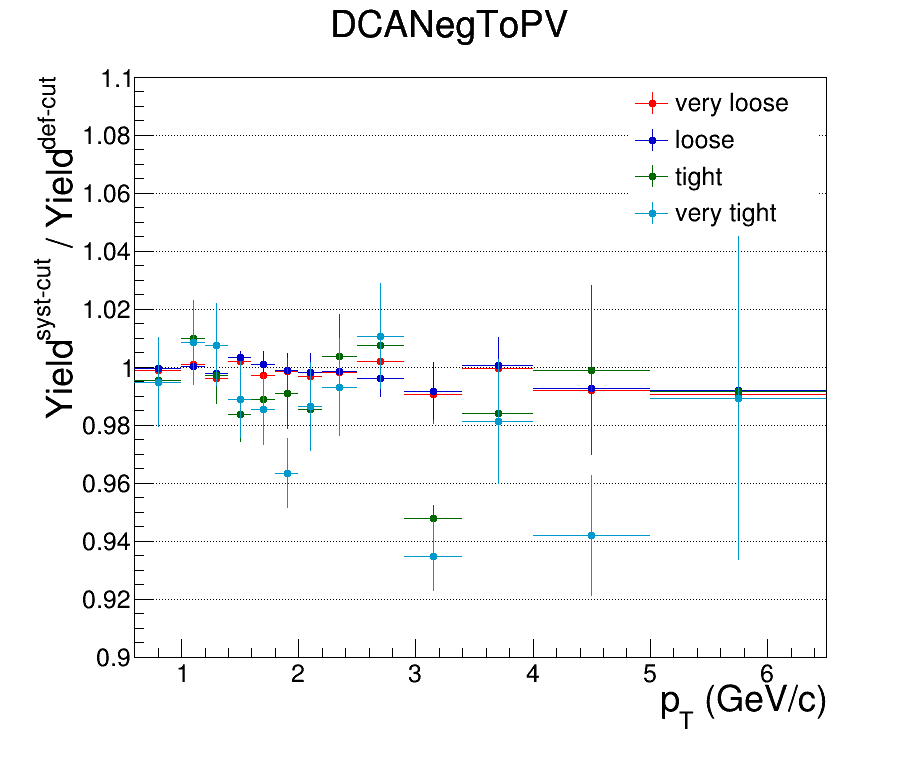 DCANegToPV
Yield^syst-cut / Yield^def-cut
1.1
1.08
1.06
1.04
1.02
1
0.98
0.96
0.94
0.92
0.9
very loose
loose
tight
very tight
1 2 3 4 5 6
p_T (GeV/c)